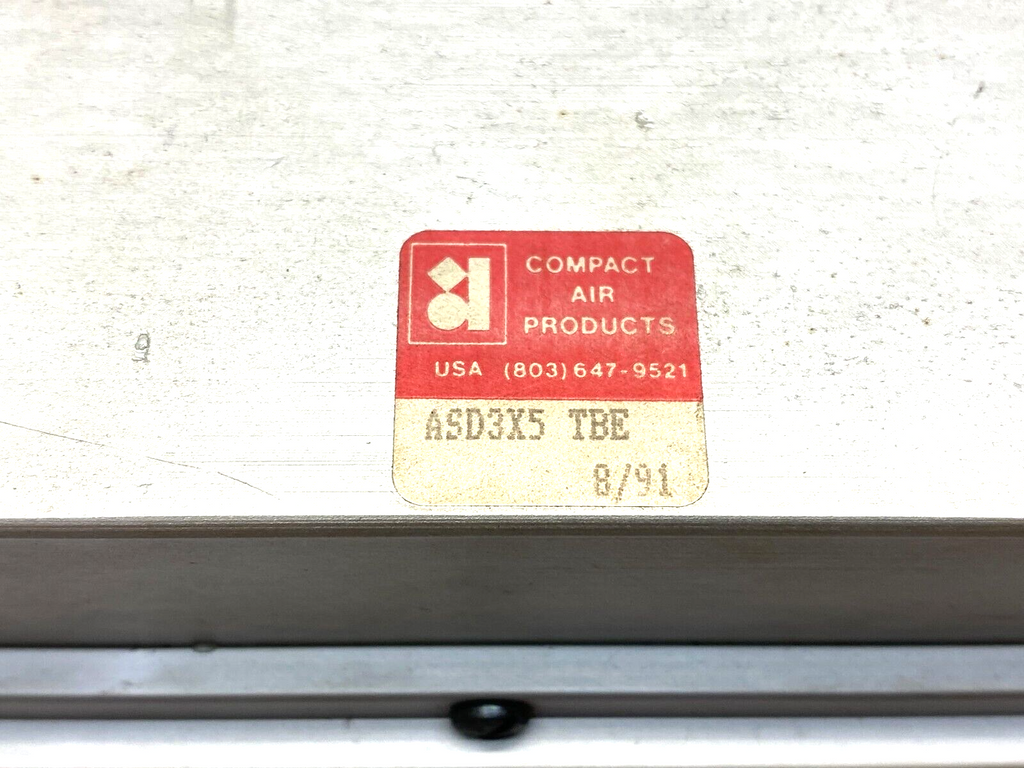 COMPACT
AIR
PRODUCTS
USA (803) 647-9521
ASD3X5 TBE
8/91